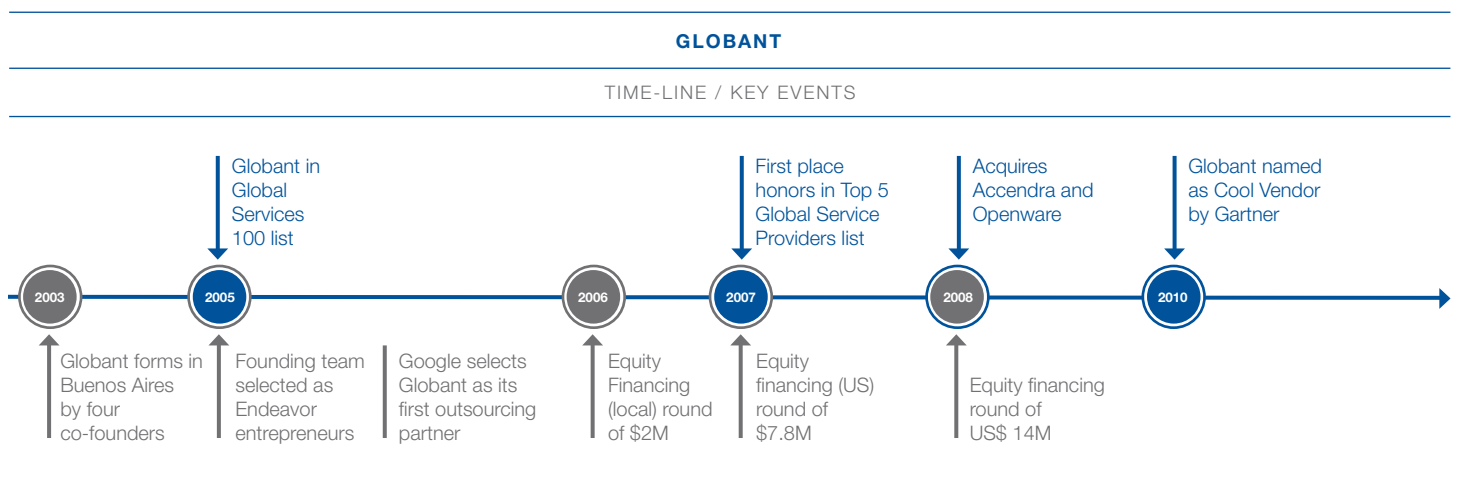 GLOBANT
TIME-LINE / KEY EVENTS
Globant in
Global
Services
100 list
First place
honors in Top 5
Global Service
Providers list
Acquires
Accendra and
Openware
Globant named
as Cool Vendor
by Gartner
2003
2005
2006
2007
2008
2010
Globant forms in
Buenos Aires
by four
co-founders
Founding team
selected as
Endeavor
entrepreneurs
Google selects
Globant as its
first outsourcing
partner
Equity
Financing
(local) round
of $2M
Equity
financing (US)
round of
$7.8M
Equity financing
round of
US$ 14M